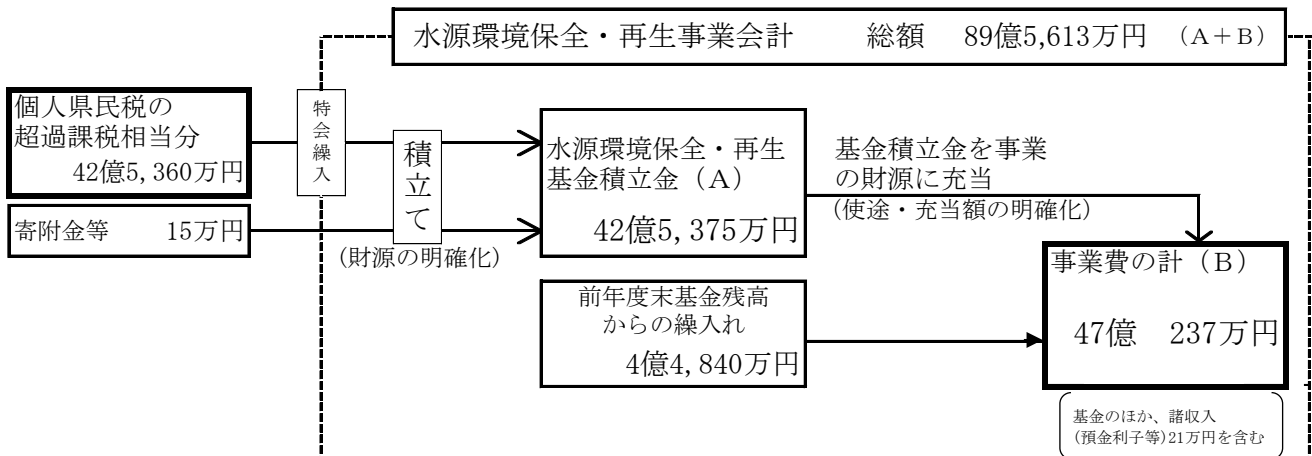 水源環境保全・再生事業会計　　総額　89億5,613万円　（A＋B）
個人県民税の
超過課税相当分
42億5,360万円
特会繰入
積立て
水源環境保全・再生
基金積立金（A）
42億5,375万円
基金積立金を事業
の財源に充当
(使途・充当額の明確化)
寄附金等　　15万円
(財源の明確化)
事業費の計（B）
47億　237万円
前年度末基金残高
からの繰入れ
4億4,840万円
基金のほか、諸収入
(預金利子等)21万円を含む